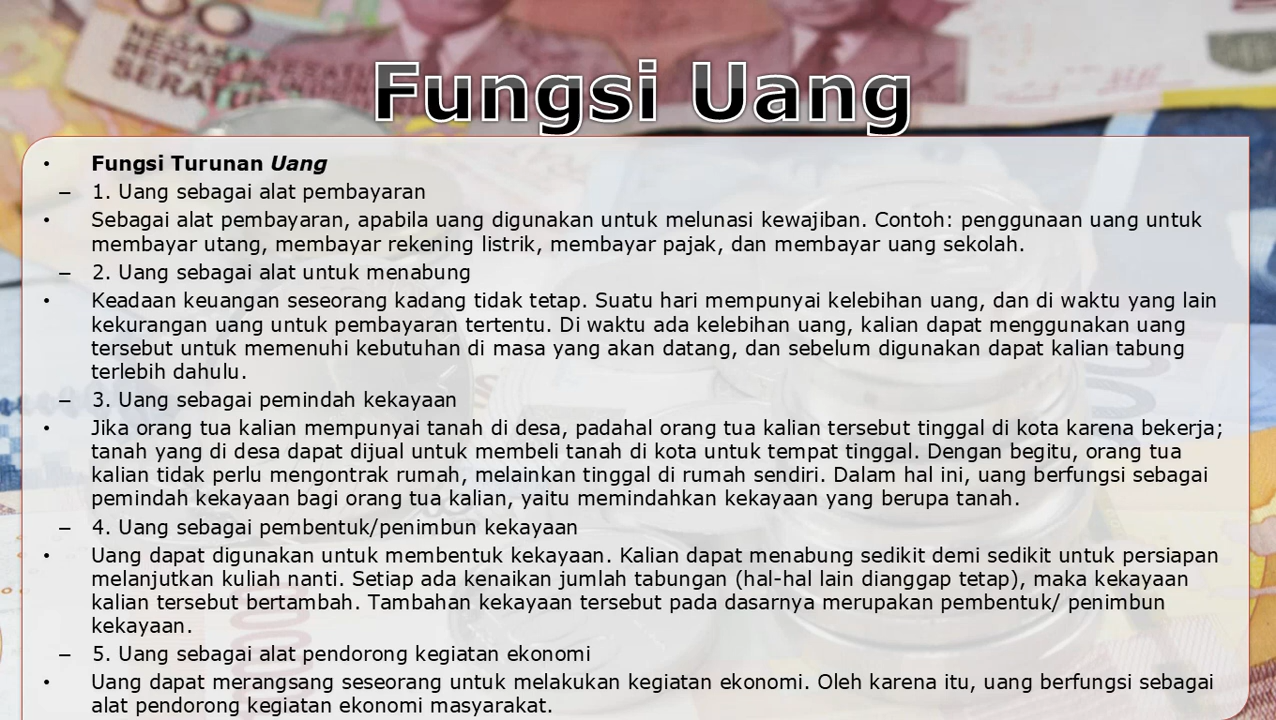 NEGARA
REPUBLIK
SERATUS
Fungsi Uang
• Fungsi Turunan Uang
– 1. Uang sebagai alat pembayaran
• Sebagai alat pembayaran, apabila uang digunakan untuk melunasi kewajiban. Contoh: penggunaan uang untuk
membayar utang, membayar rekening listrik, membayar pajak, dan membayar uang sekolah.
– 2. Uang sebagai alat untuk menabung
• Keadaan keuangan seseorang kadang tidak tetap. Suatu hari mempunyai kelebihan uang, dan di waktu yang lain
kekurangan uang untuk pembayaran tertentu. Di waktu ada kelebihan uang, kalian dapat menggunakan uang
tersebut untuk memenuhi kebutuhan di masa yang akan datang, dan sebelum digunakan dapat kalian tabung
terlebih dahulu.
– 3. Uang sebagai pemindah kekayaan
• Jika orang tua kalian mempunyai tanah di desa, padahal orang tua kalian tersebut tinggal di kota karena bekerja;
tanah yang di desa dapat dijual untuk membeli tanah di kota untuk tempat tinggal. Dengan begitu, orang tua
kalian tidak perlu mengontrak rumah, melainkan tinggal di rumah sendiri. Dalam hal ini, uang berfungsi sebagai
pemindah kekayaan bagi orang tua kalian, yaitu memindahkan kekayaan yang berupa tanah.
– 4. Uang sebagai pembentuk/penimbun kekayaan
• Uang dapat digunakan untuk membentuk kekayaan. Kalian dapat menabung sedikit demi sedikit untuk persiapan
melanjutkan kuliah nanti. Setiap ada kenaikan jumlah tabungan (hal-hal lain dianggap tetap), maka kekayaan
kalian tersebut bertambah. Tambahan kekayaan tersebut pada dasarnya merupakan pembentuk/ penimbun
kekayaan.
– 5. Uang sebagai alat pendorong kegiatan ekonomi
• Uang dapat merangsang seseorang untuk melakukan kegiatan ekonomi. Oleh karena itu, uang berfungsi sebagai
alat pendorong kegiatan ekonomi masyarakat.